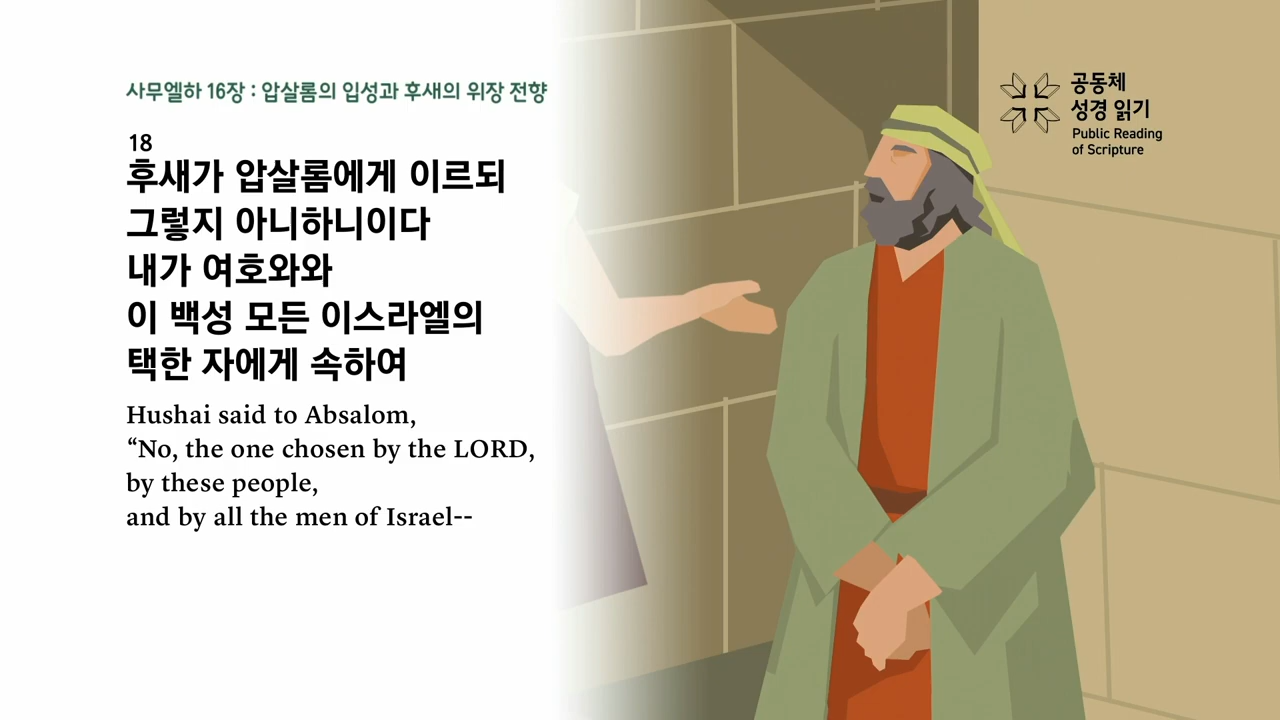 사무엘하 16장 : 압살롬의 입성과 후새의 위장 전향
18
후새가 압살롬에게 이르되
그렇지 아니하니이다
내가 여호와와
이 백성 모든 이스라엘의
택한 자에게 속하여
Hushai said to Absalom,
“No, the one chosen by the LORD,
by these people,
and by all the men of Israel--
공동체
성경 읽기
Public Reading
of Scripture